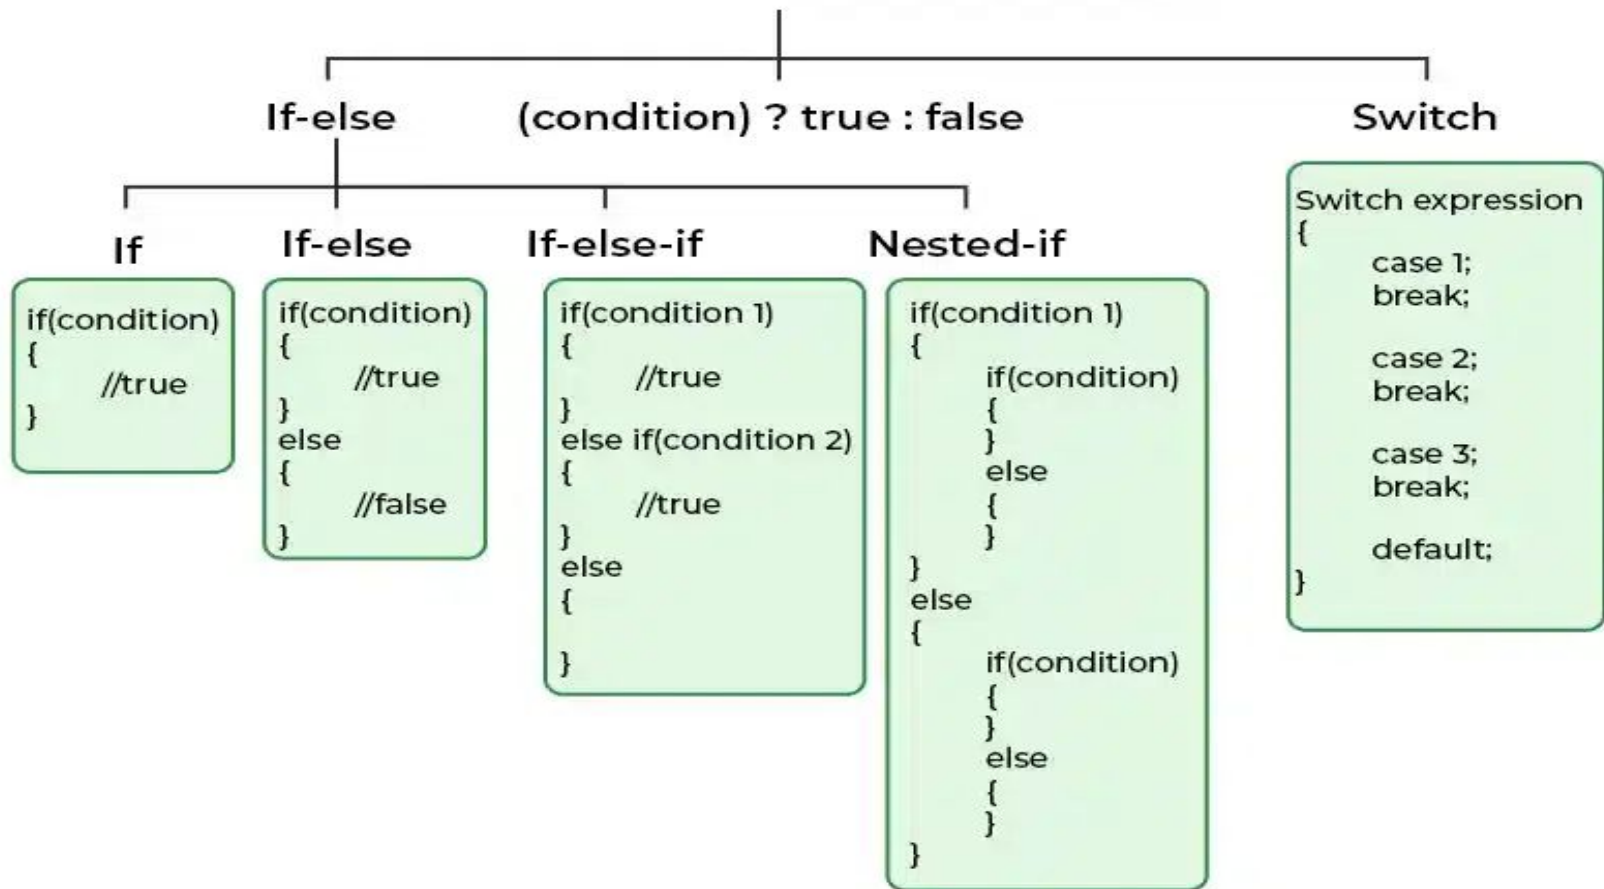 If-else
(condition) ? true : false
Switch
If
if(condition)
{
//true
}
If-else
if(condition)
{
//true
}
else
{
//false
}
If-else-if
if(condition 1)
{
//true
}
else if(condition 2)
{
//true
}
else
{
}
Nested-if
if(condition 1)
{
if(condition)
{
}
else
{
}
}
else
{
if(condition)
{
}
else
{
}
}
Switch expression
{
case 1;
break;
case 2;
break;
case 3;
break;
default;
}